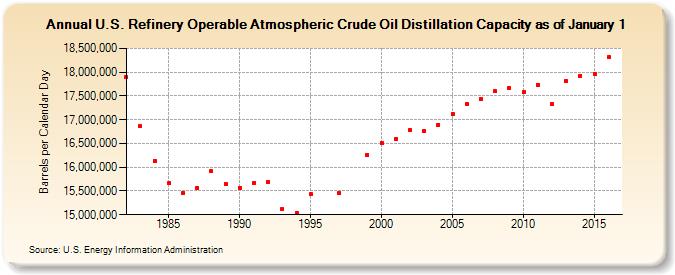 Annual U.S. Refinery Operable Atmospheric Crude Oil Distillation Capacity as of January 1
Barrels per Calendar Day
18,500,000
18,000,000
17,500,000
17,000,000
16,500,000
16,000,000
15,500,000
15,000,000
1985 1990 1995 2000 2005 2010 2015
Source: U.S. Energy Information Administration